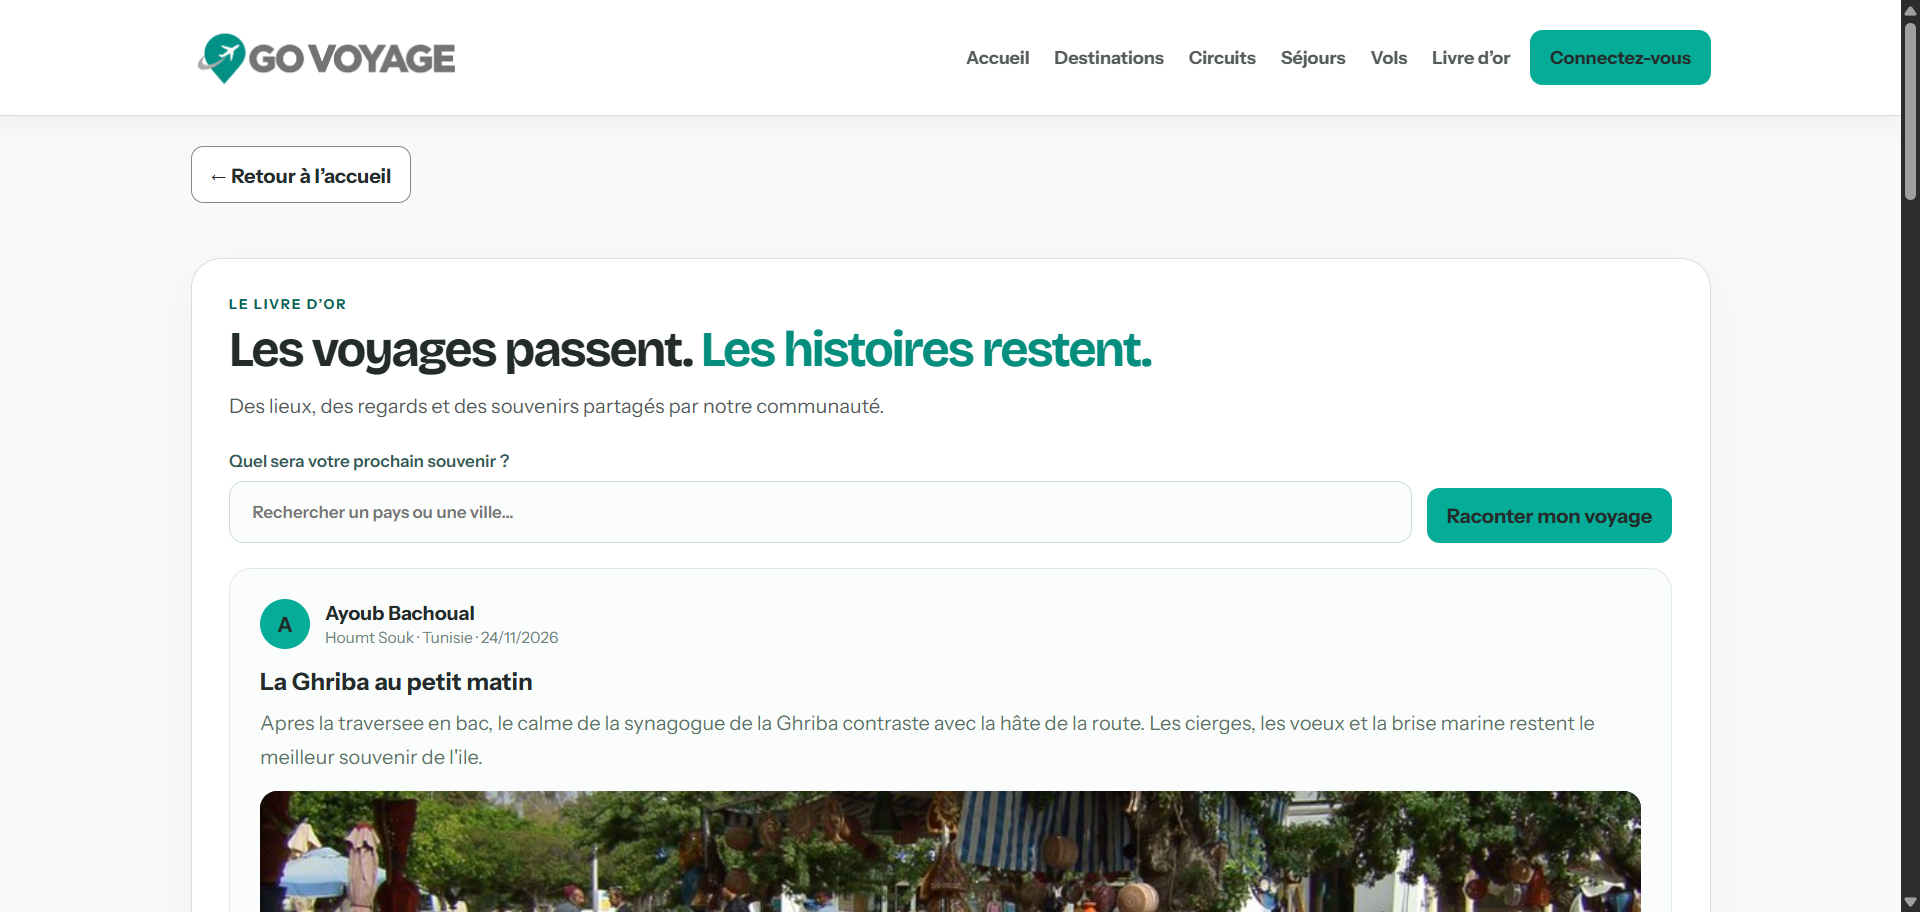 GO VOYAGE
Accueil
Destinations
Circuits
Séjours
Vols
Livre d’or
Connectez-vous
← Retour à l’accueil
LE LIVRE D’OR
Les voyages passent. Les histoires restent.
Des lieux, des regards et des souvenirs partagés par notre communauté.
Quel sera votre prochain souvenir ?
Rechercher un pays ou une ville...
Raconter mon voyage
A
Ayoub Bachoual
Houmt Souk · Tunisie · 24/11/2026
La Ghriba au petit matin
Apres la traversee en bac, le calme de la synagogue de la Ghriba contraste avec la hâte de la route. Les cierges, les voeux et la brise marine restent le
meilleur souvenir de l'ile.